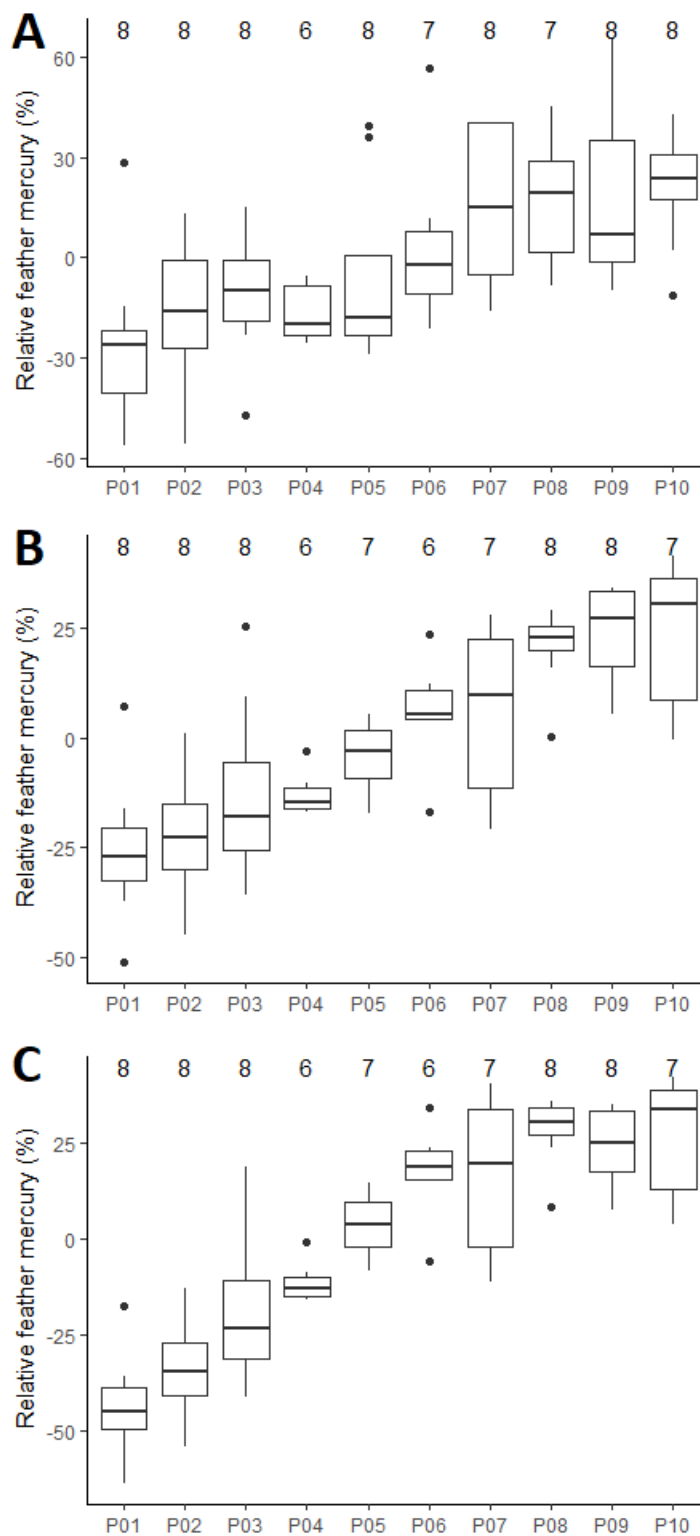 A
8 8 8 6 8 7 8 7 8 8
Relative feather mercury (%)
60
30
0
-30
-60
P01 P02 P03 P04 P05 P06 P07 P08 P09 P10
B
8 8 8 6 7 6 7 8 8 7
Relative feather mercury (%)
25
0
-25
-50
P01 P02 P03 P04 P05 P06 P07 P08 P09 P10
C
8 8 8 6 7 6 7 8 8 7
Relative feather mercury (%)
25
0
-25
-50
P01 P02 P03 P04 P05 P06 P07 P08 P09 P10